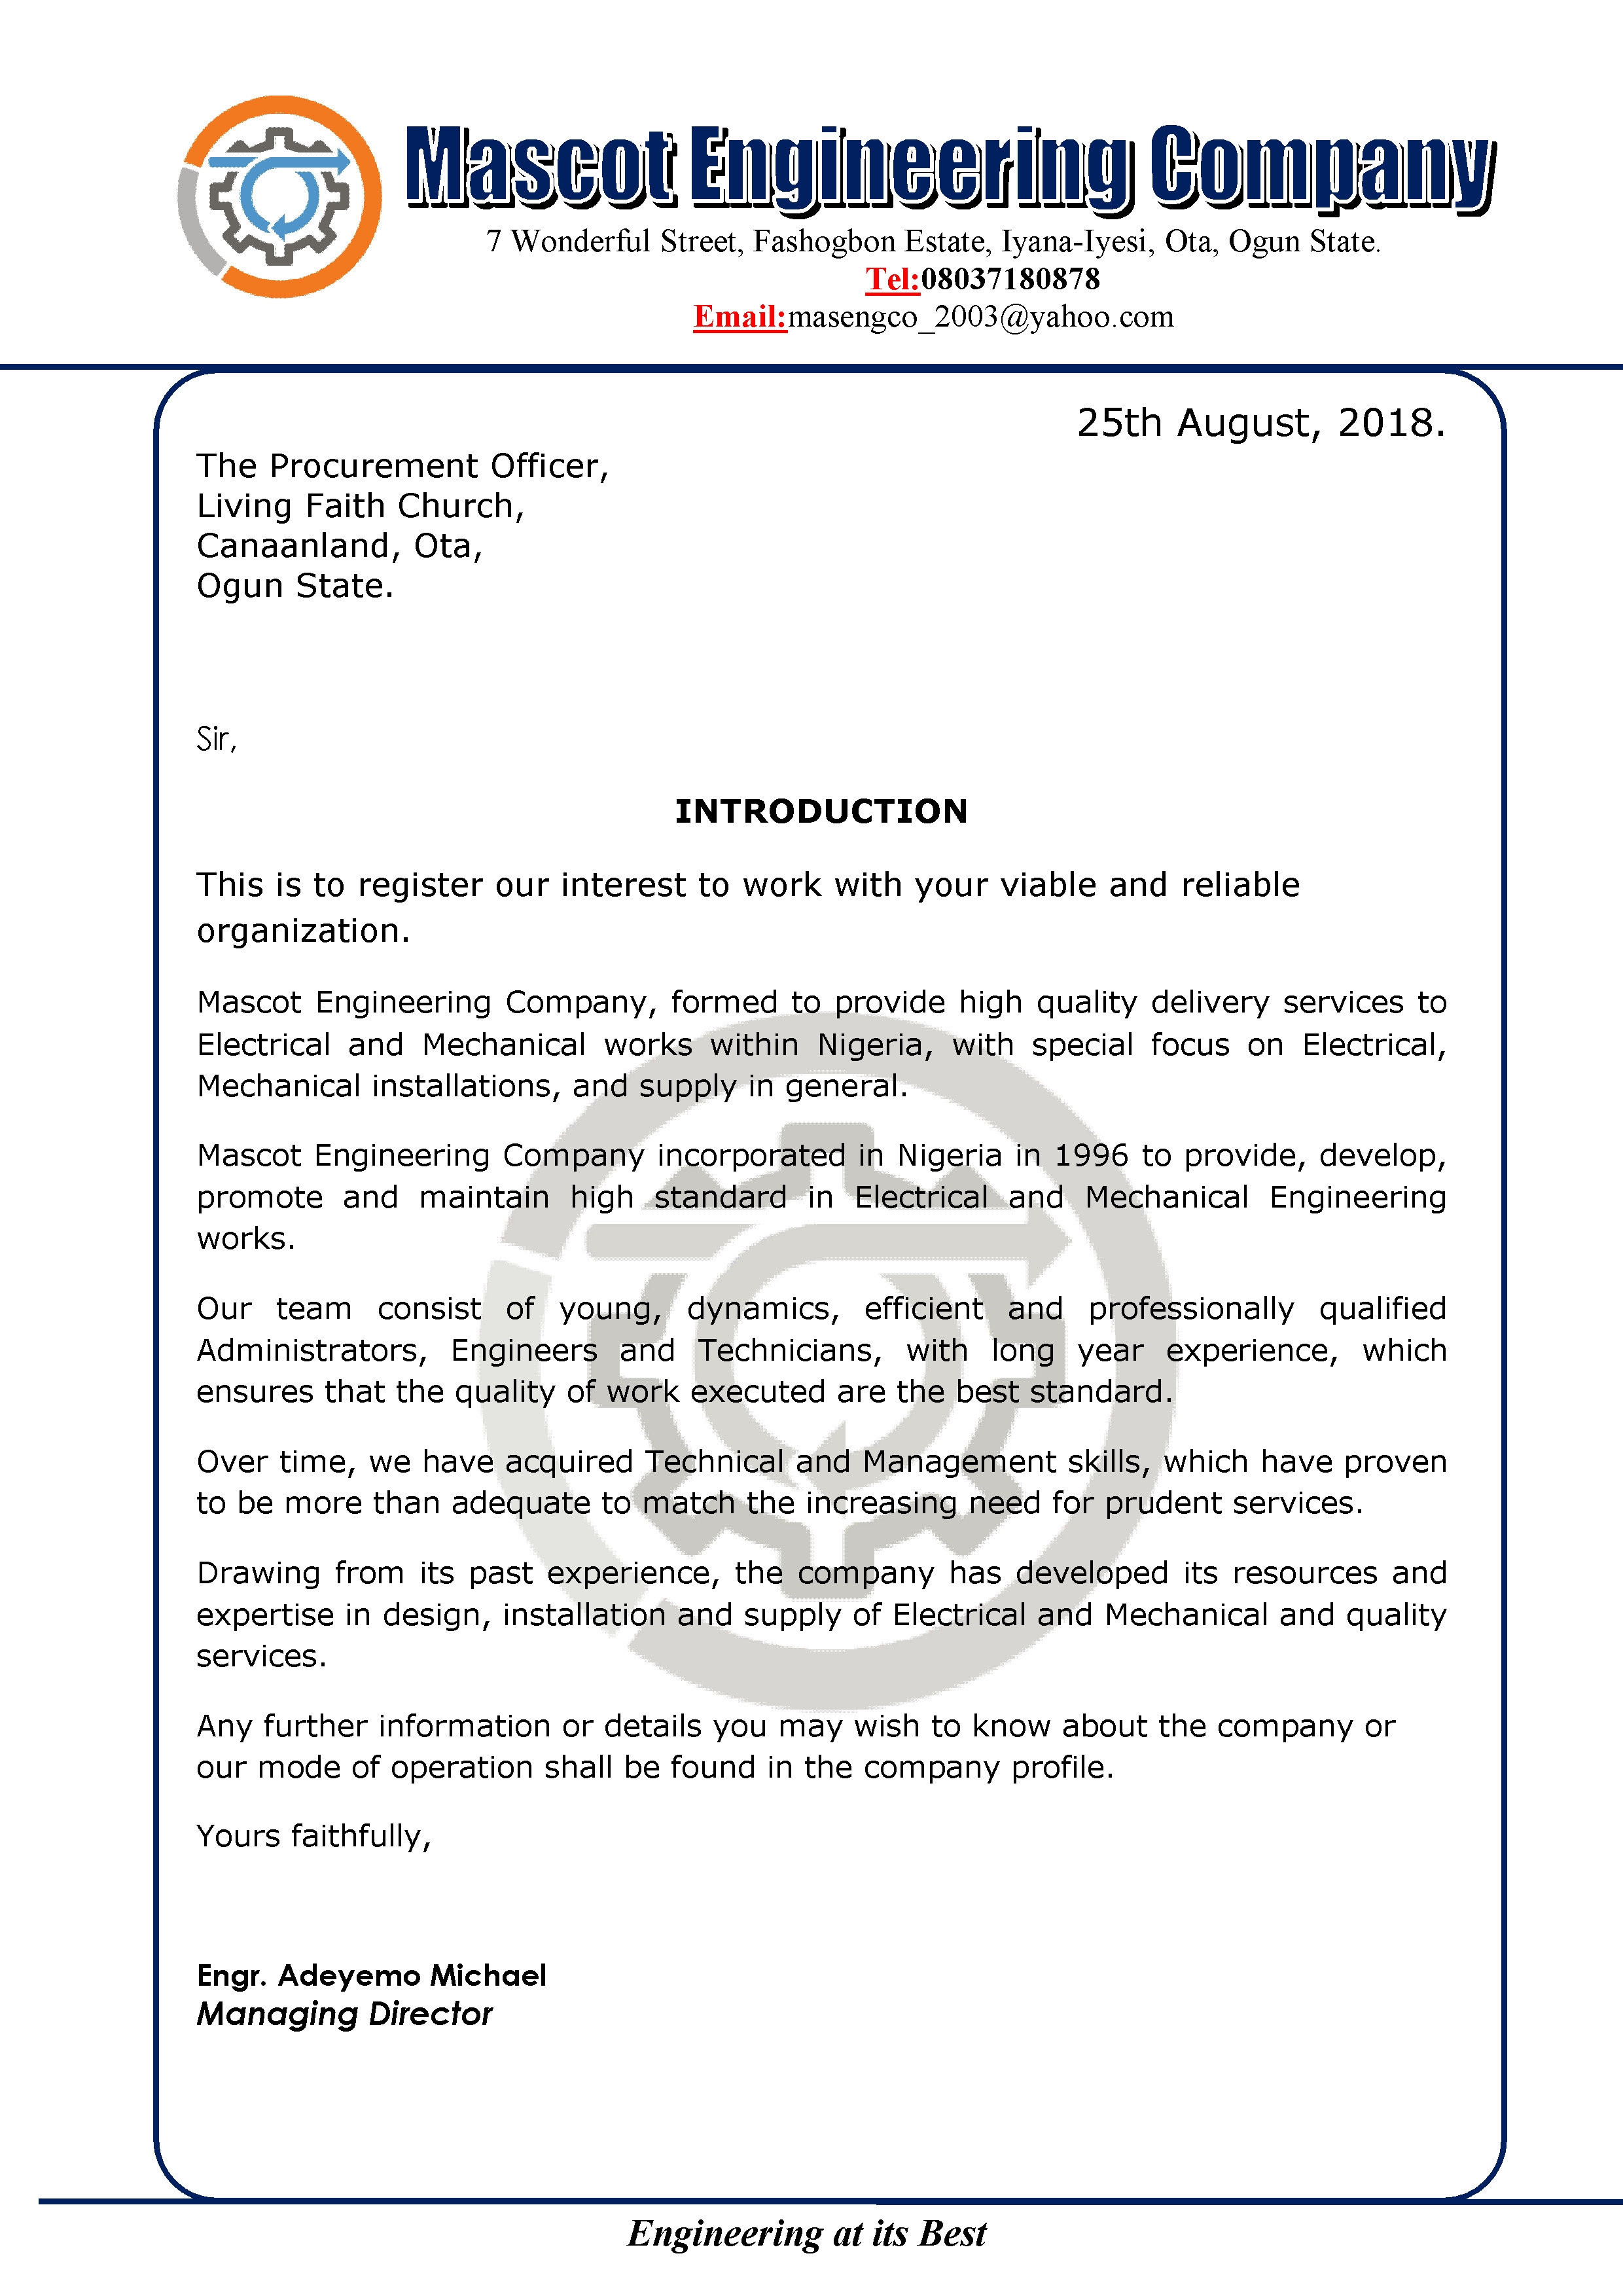 Mascot Engineering Company
7 Wonderful Street, Fashogbon Estate, Iyana-Iyesi, Ota, Ogun State.
Tel:08037180878
Email:masengco_2003@yahoo.com
25th August, 2018.
The Procurement Officer,
Living Faith Church,
Canaanland, Ota,
Ogun State.
Sir,
INTRODUCTION
This is to register our interest to work with your viable and reliable
organization.
Mascot Engineering Company, formed to provide high quality delivery services to
Electrical and Mechanical works within Nigeria, with special focus on Electrical,
Mechanical installations, and supply in general.
Mascot Engineering Company incorporated in Nigeria in 1996 to provide, develop,
promote and maintain high standard in Electrical and Mechanical Engineering
works.
Our team consist of young, dynamics, efficient and professionally qualified
Administrators, Engineers and Technicians, with long year experience, which
ensures that the quality of work executed are the best standard.
Over time, we have acquired Technical and Management skills, which have proven
to be more than adequate to match the increasing need for prudent services.
Drawing from its past experience, the company has developed its resources and
expertise in design, installation and supply of Electrical and Mechanical and quality
services.
Any further information or details you may wish to know about the company or
our mode of operation shall be found in the company profile.
Yours faithfully,
Engr. Adeyemo Michael
Managing Director
Engineering at its Best